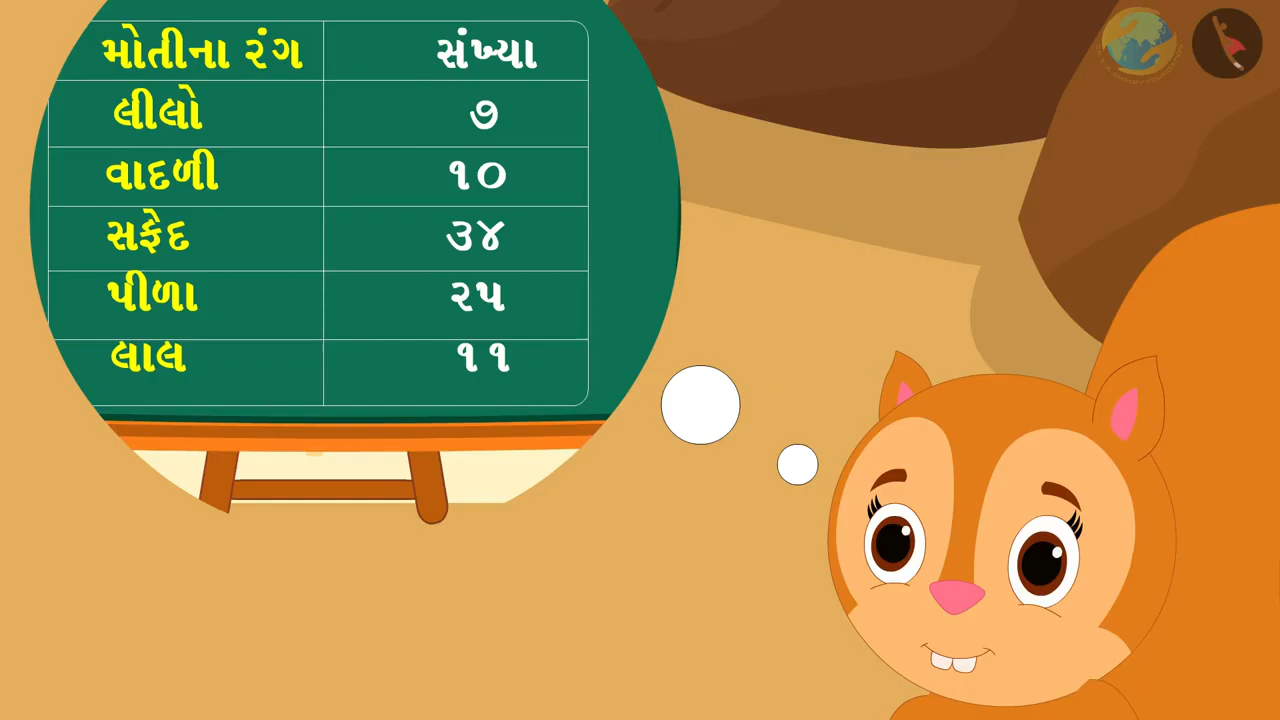 મોતીના રંગ સંખ્યા
લીલો ૭
વાદળી ૧૦
સફેદ ૩૪
પીળા ૨૫
લાલ ૧૧